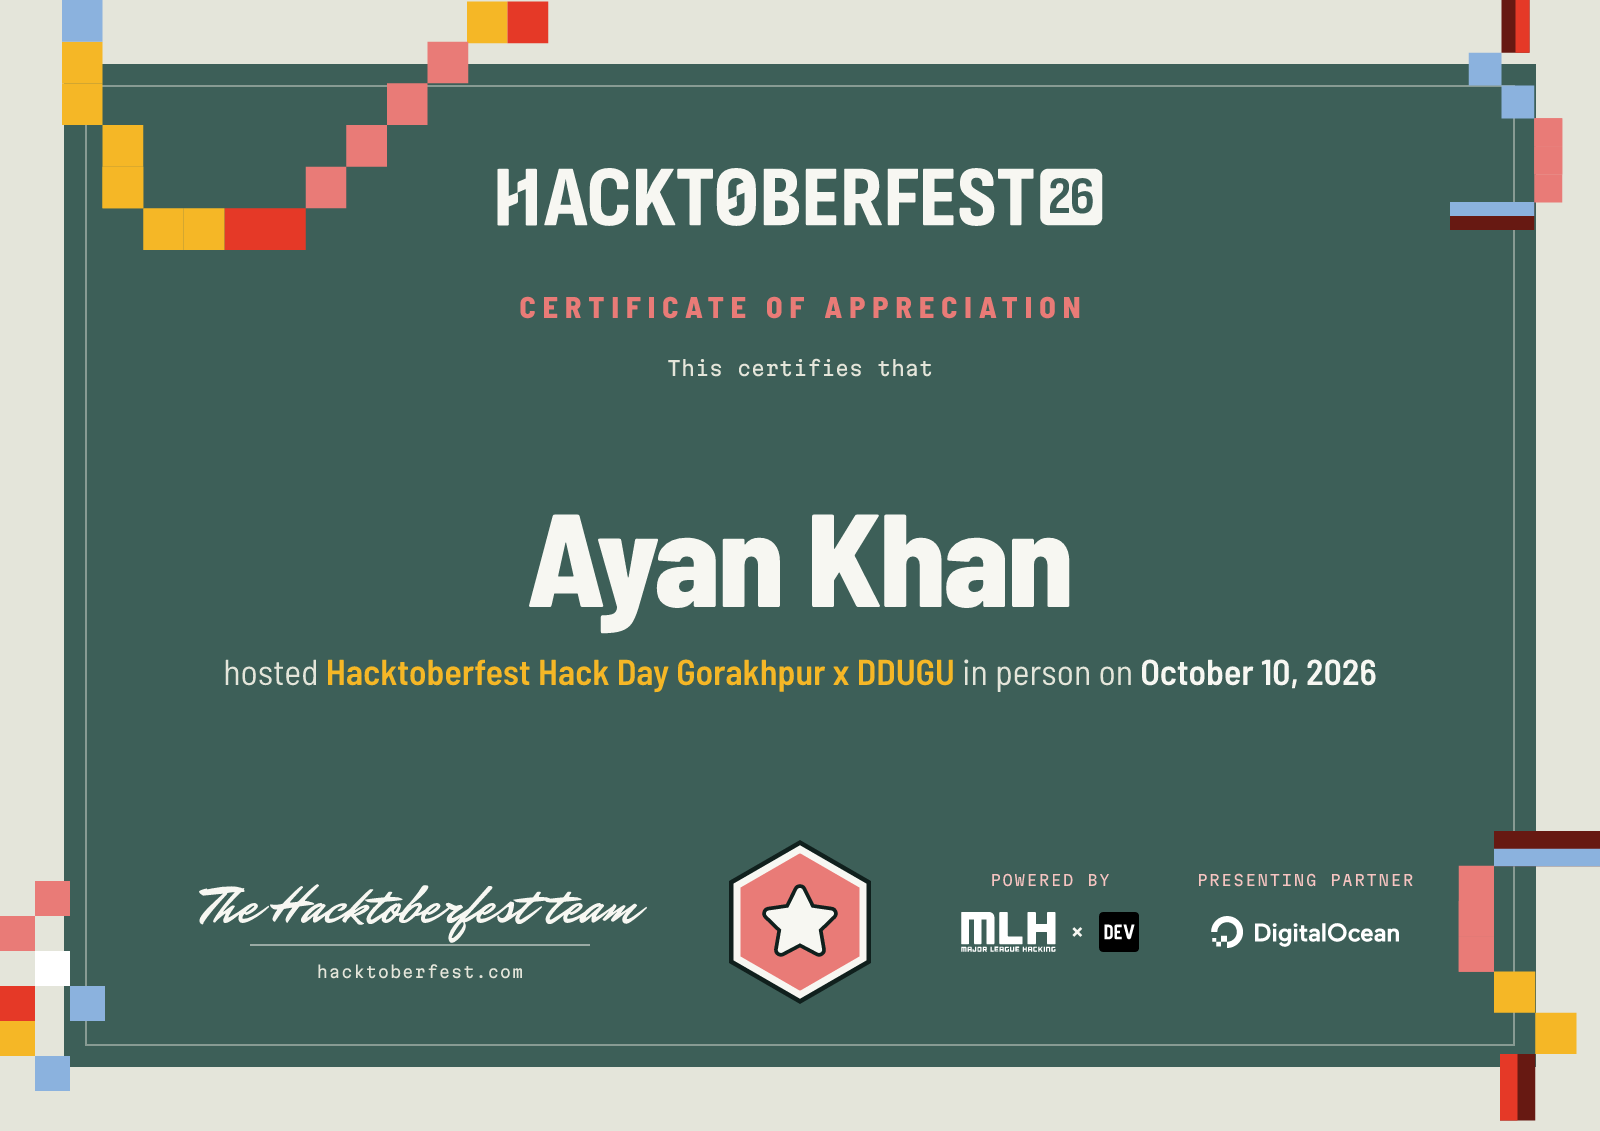 HACKTOBERFEST 26
CERTIFICATE OF APPRECIATION
This certifies that
Ayan Khan
hosted Hacktoberfest Hack Day Gorakhpur x DDUGU in person on October 10, 2026
The Hacktoberfest team
hacktoberfest.com
POWERED BY
MLH × DEV
MAJOR LEAGUE HACKING
PRESENTING PARTNER
DigitalOcean